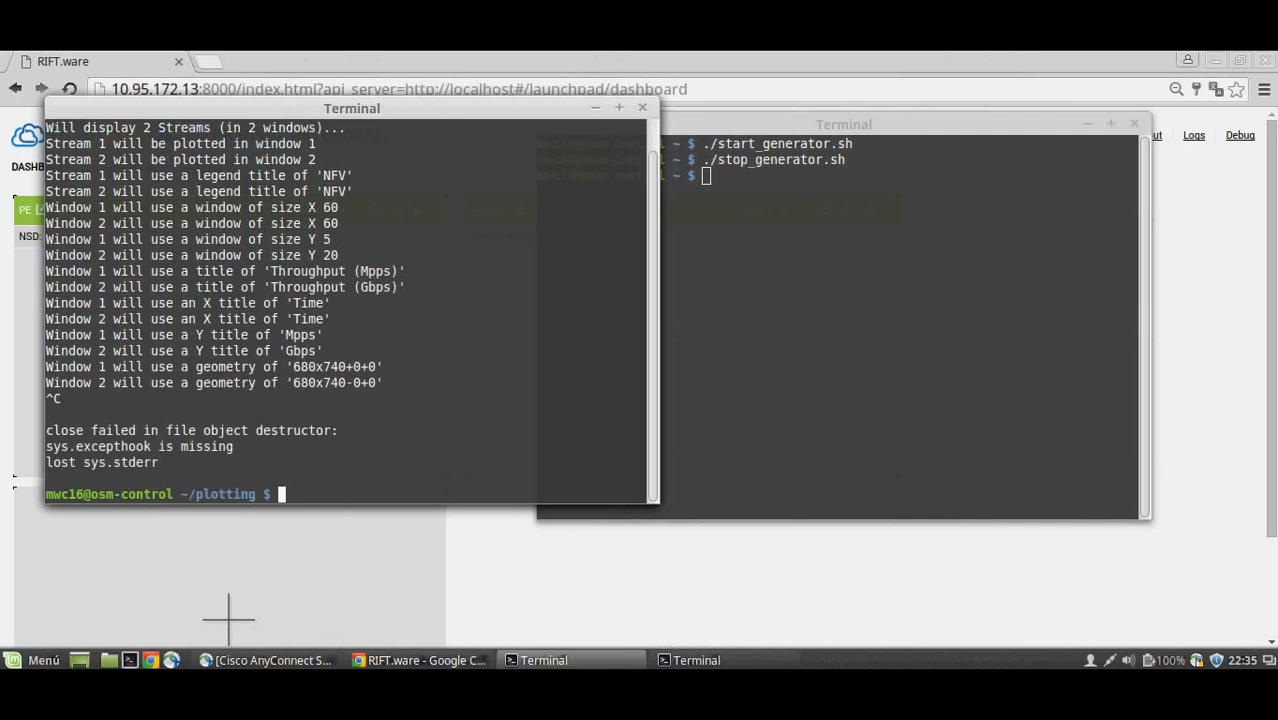 RIFT.ware
10.95.172.13:8000/index.html?api_server=http://localhost#/launchpad/dashboard
Terminal
Will display 2 Streams (in 2 windows)...
Stream 1 will be plotted in window 1
Stream 2 will be plotted in window 2
Stream 1 will use a legend title of 'NFV'
Stream 2 will use a legend title of 'NFV'
Window 1 will use a window of size X 60
Window 2 will use a window of size X 60
Window 1 will use a window of size Y 5
Window 2 will use a window of size Y 20
Window 1 will use a title of 'Throughput (Mpps)'
Window 2 will use a title of 'Throughput (Gbps)'
Window 1 will use an X title of 'Time'
Window 2 will use an X title of 'Time'
Window 1 will use a Y title of 'Mpps'
Window 2 will use a Y title of 'Gbps'
Window 1 will use a geometry of '680x740+0+0'
Window 2 will use a geometry of '680x740-0+0'
^C
close failed in file object destructor:
sys.excepthook is missing
lost sys.stderr
mwc16@osm-control ~/plotting $
Terminal
~ $ ./start_generator.sh
~ $ ./stop_generator.sh
~ $
ut
Logs
Debug
DASHB
PE
NSD:
Menú
[Cisco AnyConnect S...
RIFT.ware - Google C...
Terminal
Terminal
100%
22:35